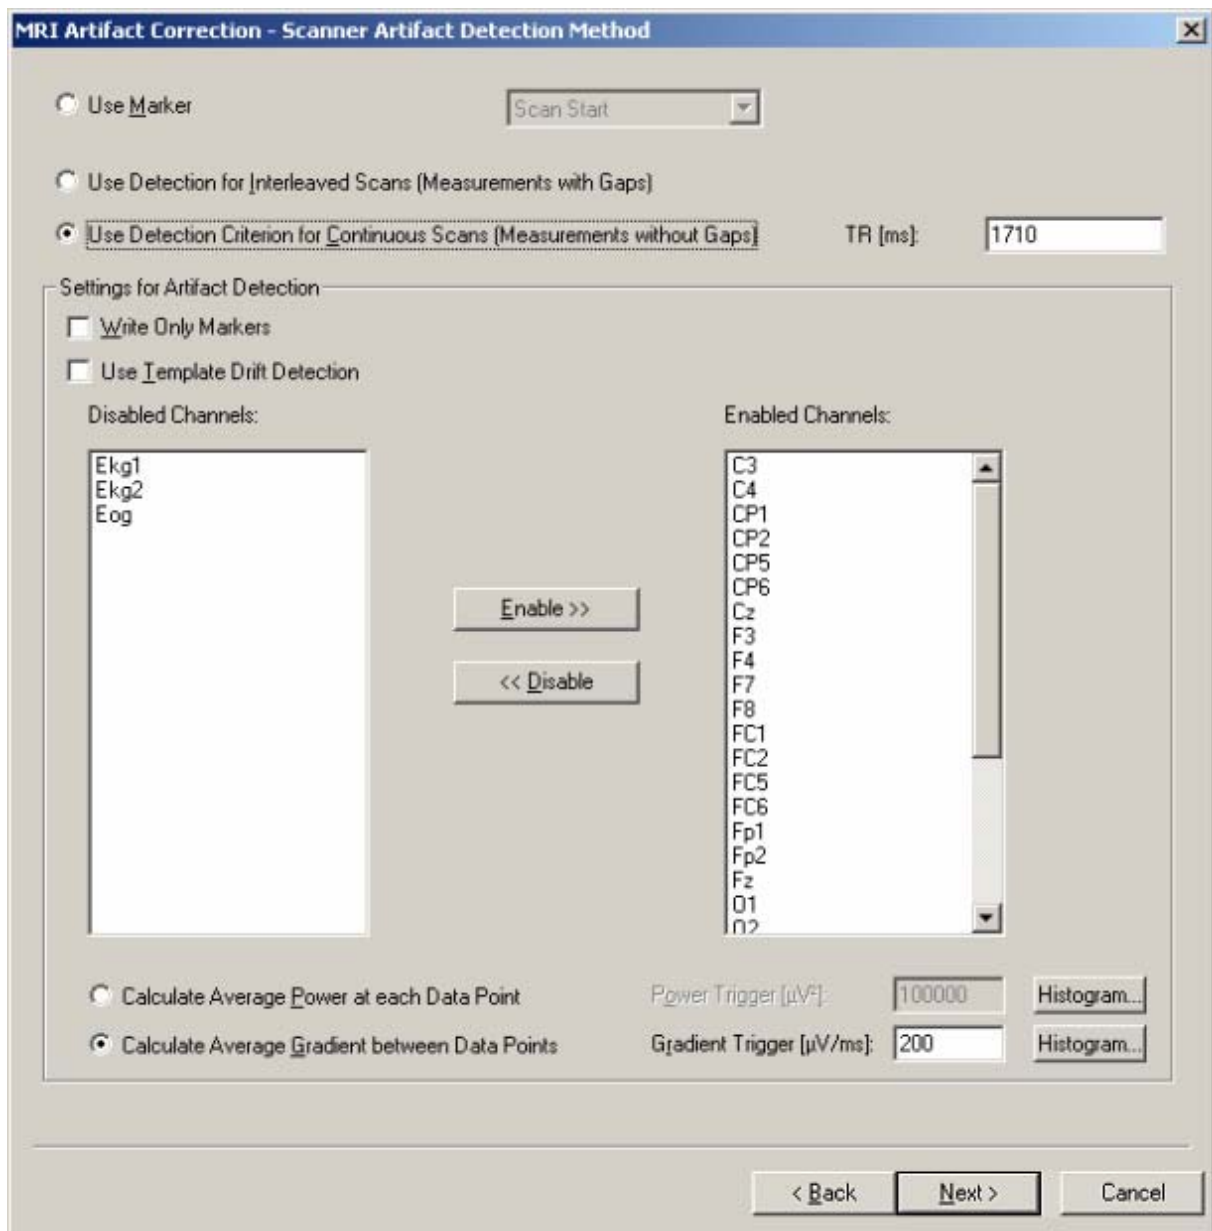 MRI Artifact Correction - Scanner Artifact Detection Method
Use Marker
Scan Start
Use Detection for Interleaved Scans (Measurements with Gaps)
Use Detection Criterion for Continuous Scans (Measurements without Gaps)
TR [ms]:
1710
Settings for Artifact Detection
Write Only Markers
Use Template Drift Detection
Disabled Channels:
Ekg1
Ekg2
Eog
Enable >>
<< Disable
Enabled Channels:
C3
C4
CP1
CP2
CP5
CP6
Cz
F3
F4
F7
F8
FC1
FC2
FC5
FC6
Fp1
Fp2
Fz
O1
O2
Calculate Average Power at each Data Point
Power Trigger [µV²]:
100000
Histogram...
Calculate Average Gradient between Data Points
Gradient Trigger [µV/ms]:
200
Histogram...
< Back
Next >
Cancel